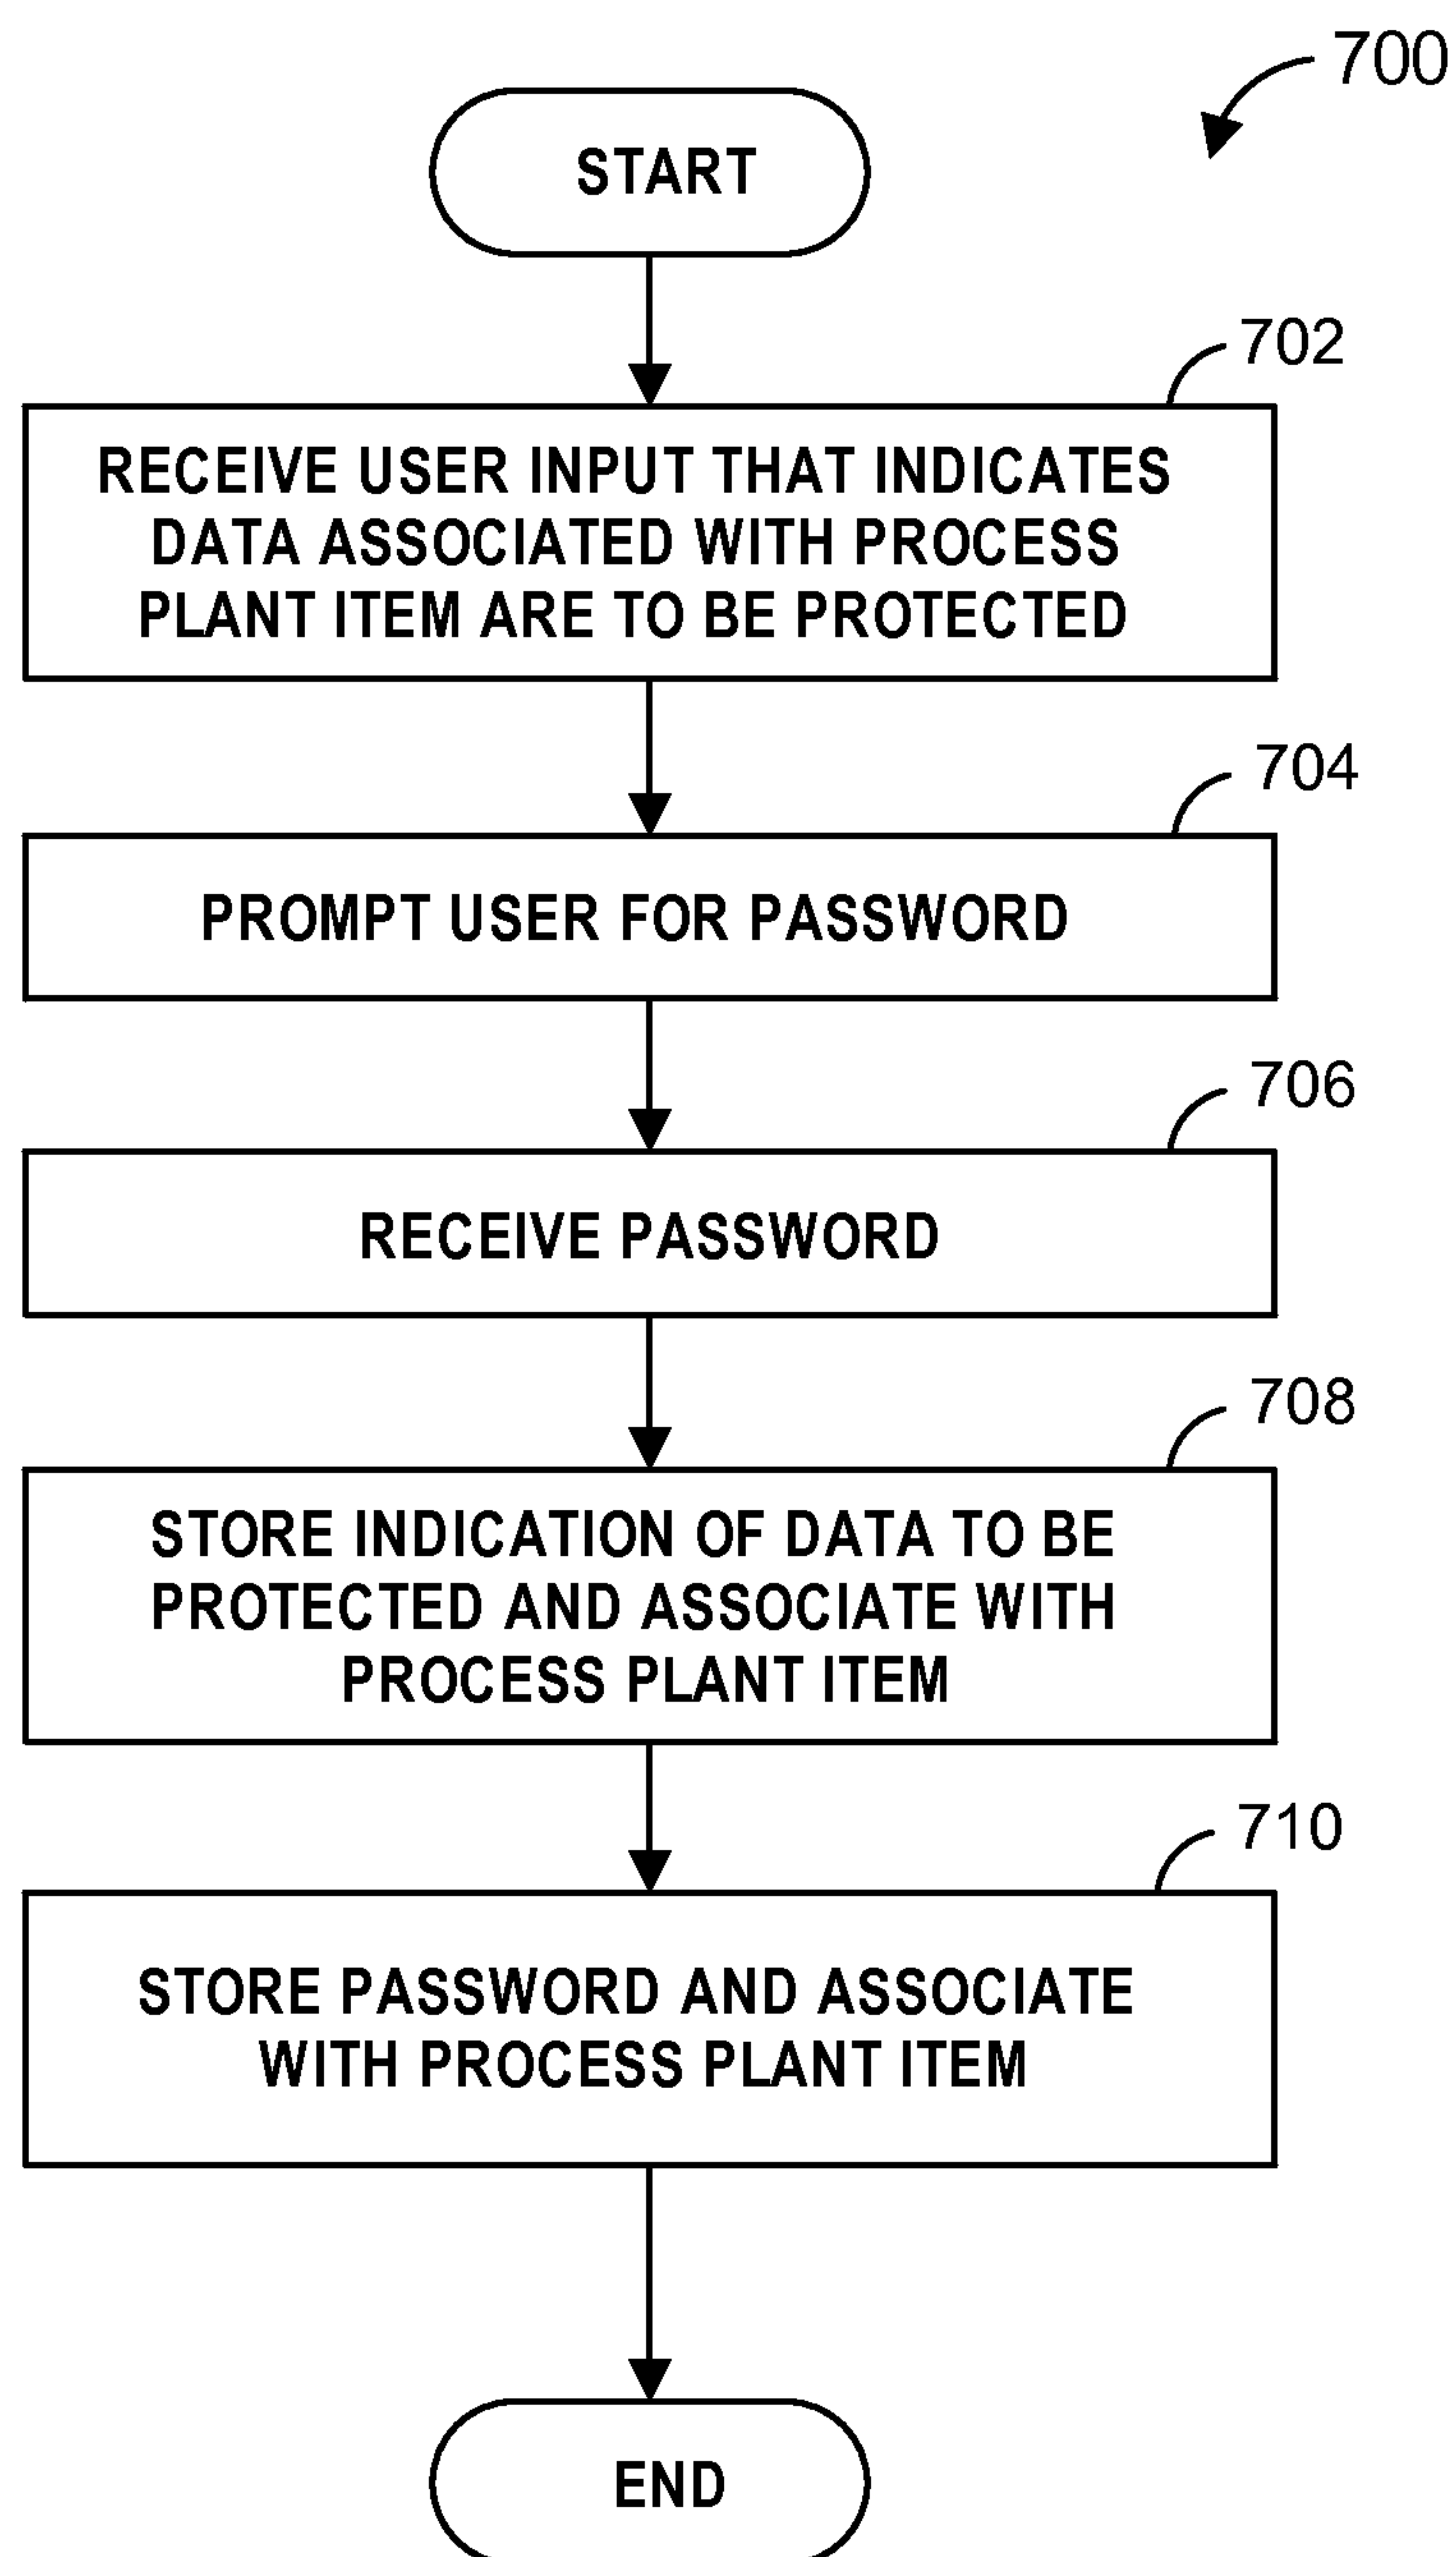 700
START
702
RECEIVE USER INPUT THAT INDICATES
DATA ASSOCIATED WITH PROCESS
PLANT ITEM ARE TO BE PROTECTED
704
PROMPT USER FOR PASSWORD
706
RECEIVE PASSWORD
708
STORE INDICATION OF DATA TO BE
PROTECTED AND ASSOCIATE WITH
PROCESS PLANT ITEM
710
STORE PASSWORD AND ASSOCIATE
WITH PROCESS PLANT ITEM
END